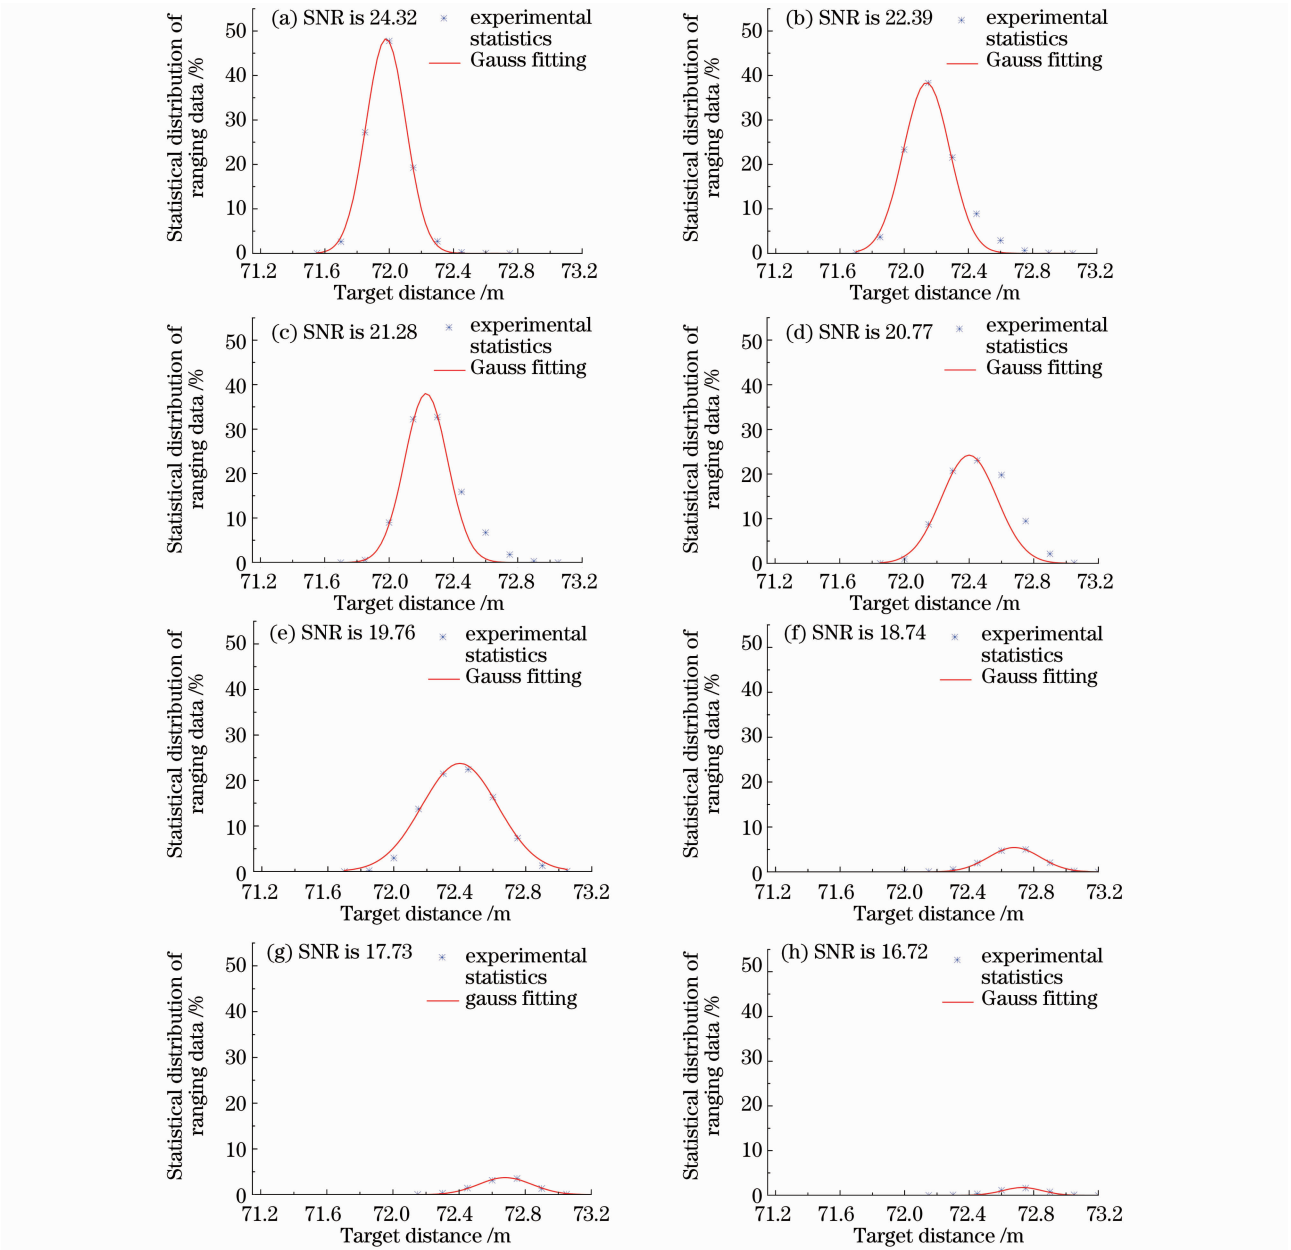 (a) SNR is 24.32
experimental
statistics
Gauss fitting
Statistical distribution of
ranging data /%
50
40
30
20
10
0
71.2 71.6 72.0 72.4 72.8 73.2
Target distance /m
(b) SNR is 22.39
experimental
statistics
Gauss fitting
Statistical distribution of
ranging data /%
50
40
30
20
10
0
71.2 71.6 72.0 72.4 72.8 73.2
Target distance /m
(c) SNR is 21.28
experimental
statistics
Gauss fitting
Statistical distribution of
ranging data /%
50
40
30
20
10
0
71.2 71.6 72.0 72.4 72.8 73.2
Target distance /m
(d) SNR is 20.77
experimental
statistics
Gauss fitting
Statistical distribution of
ranging data /%
50
40
30
20
10
0
71.2 71.6 72.0 72.4 72.8 73.2
Target distance /m
(e) SNR is 19.76
experimental
statistics
Gauss fitting
Statistical distribution of
ranging data /%
50
40
30
20
10
0
71.2 71.6 72.0 72.4 72.8 73.2
Target distance /m
(f) SNR is 18.74
experimental
statistics
Gauss fitting
Statistical distribution of
ranging data /%
50
40
30
20
10
0
71.2 71.6 72.0 72.4 72.8 73.2
Target distance /m
(g) SNR is 17.73
experimental
statistics
gauss fitting
Statistical distribution of
ranging data /%
50
40
30
20
10
0
71.2 71.6 72.0 72.4 72.8 73.2
Target distance /m
(h) SNR is 16.72
experimental
statistics
Gauss fitting
Statistical distribution of
ranging data /%
50
40
30
20
10
0
71.2 71.6 72.0 72.4 72.8 73.2
Target distance /m